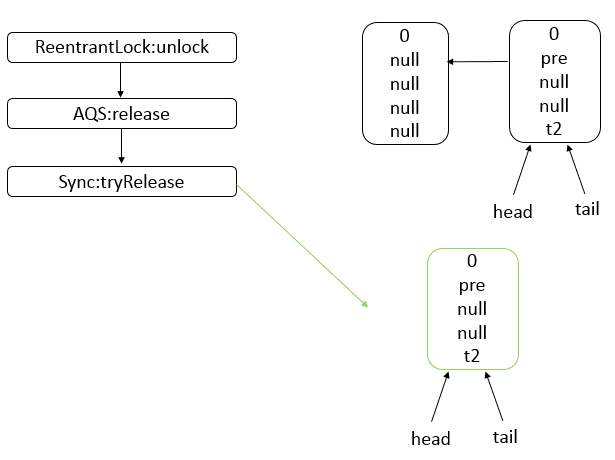 ReentrantLock:unlock
AQS:release
Sync:tryRelease
0
null
null
null
null
0
pre
null
null
t2
head
tail
0
pre
null
null
t2
head
tail